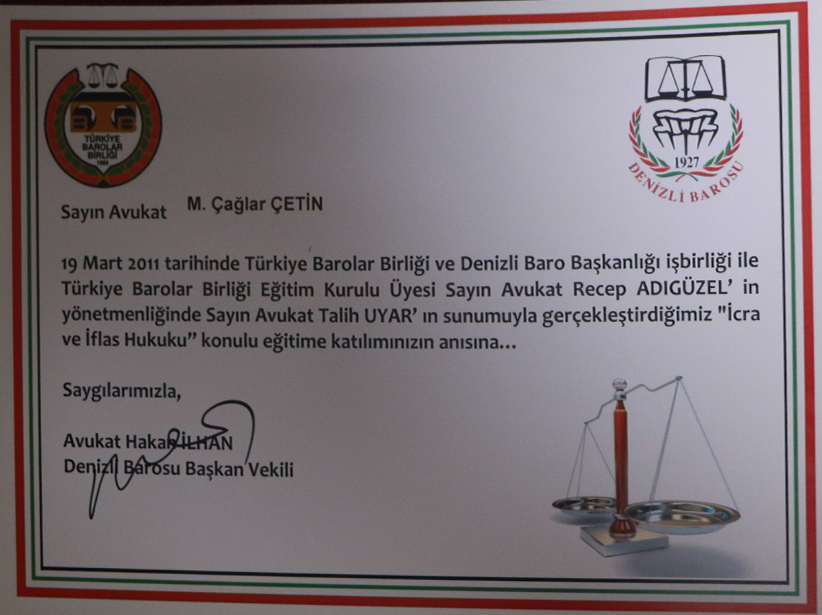 TÜRKİYE
BAROLAR
BİRLİĞİ
1969
1927
DENİZLİ BAROSU
Sayın Avukat M. Çağlar ÇETİN
19 Mart 2011 tarihinde Türkiye Barolar Birliği ve Denizli Baro Başkanlığı işbirliği ile
Türkiye Barolar Birliği Eğitim Kurulu Üyesi Sayın Avukat Recep ADIGÜZEL’ in
yönetmenliğinde Sayın Avukat Talih UYAR’ ın sunumuyla gerçekleştirdiğimiz "İcra
ve İflas Hukuku” konulu eğitime katılımınızın anısına...
Saygılarımızla,
Avukat Hakan İLHAN
Denizli Barosu Başkan Vekili